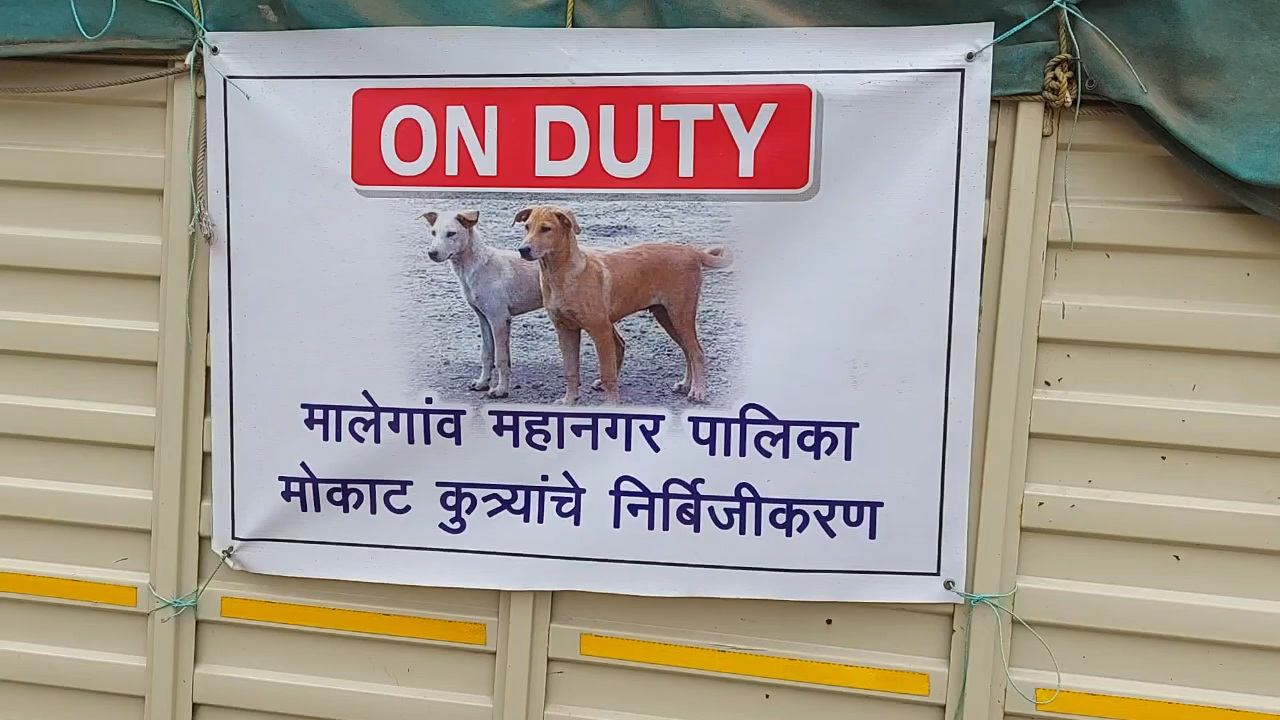 ON DUTY
मालेगांव महानगर पालिका
मोकाट कुत्र्यांचे निर्बिजीकरण